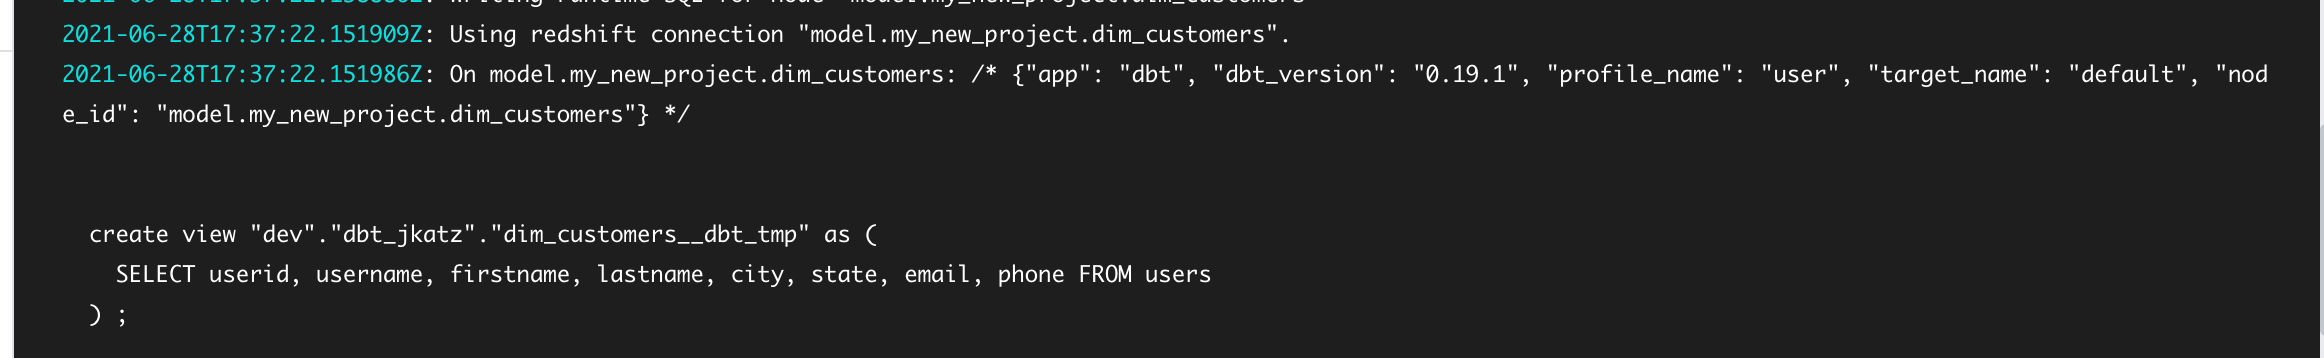 2021-06-28T17:37:22.151909Z: Using redshift connection "model.my_new_project.dim_customers".
2021-06-28T17:37:22.151986Z: On model.my_new_project.dim_customers: /* {"app": "dbt", "dbt_version": "0.19.1", "profile_name": "user", "target_name": "default", "nod
e_id": "model.my_new_project.dim_customers"} */
create view "dev"."dbt_jkatz"."dim_customers__dbt_tmp" as (
SELECT userid, username, firstname, lastname, city, state, email, phone FROM users
) ;